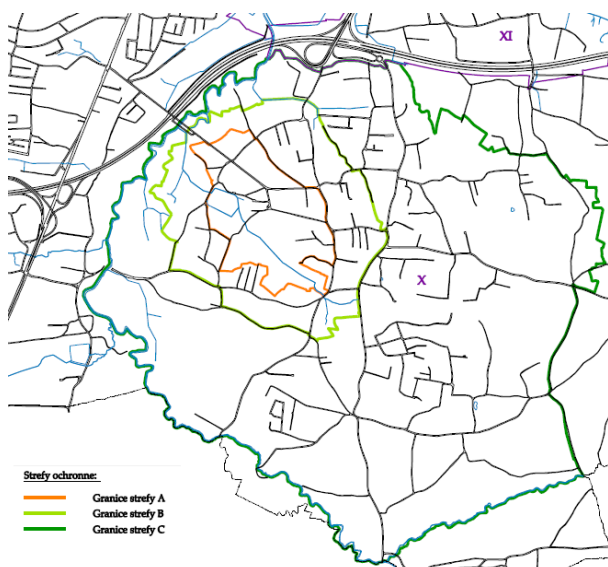 XI
X
Strefy ochronne:
Granice strefy A
Granice strefy B
Granice strefy C